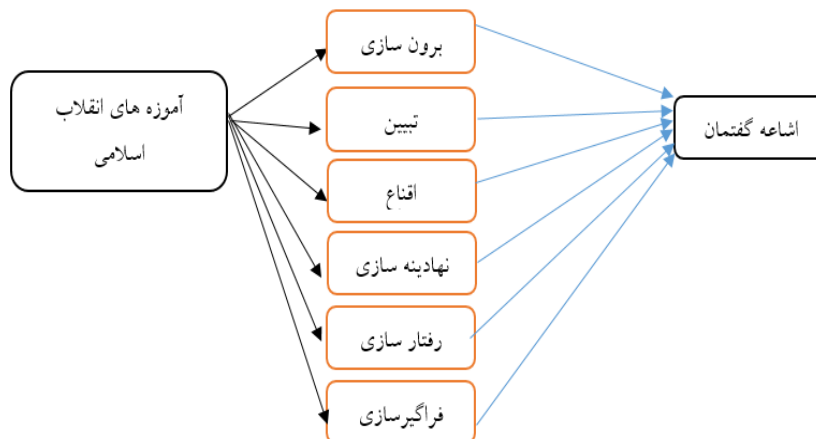 آموزه های انقلاب
اسلامی
برون سازی
تبیین
اقناع
نهادینه سازی
رفتار سازی
فراگیرسازی
اشاعه گفتمان